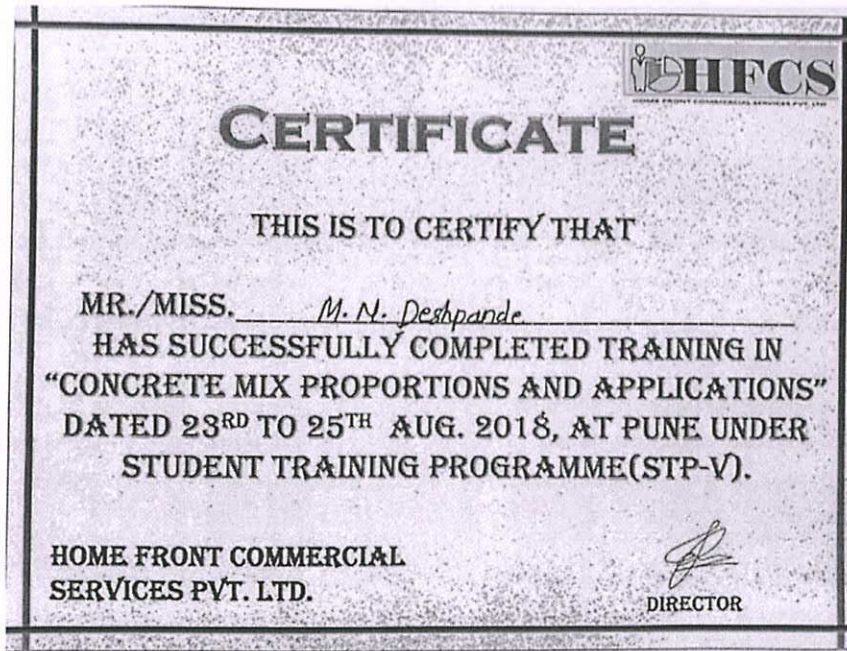 HFCS
HOME FRONT COMMERCIAL SERVICES PVT. LTD
CERTIFICATE
THIS IS TO CERTIFY THAT
MR./MISS. M. N. Deshpande
HAS SUCCESSFULLY COMPLETED TRAINING IN
“CONCRETE MIX PROPORTIONS AND APPLICATIONS”
DATED 23RD TO 25TH AUG. 2018, AT PUNE UNDER
STUDENT TRAINING PROGRAMME(STP-V).
HOME FRONT COMMERCIAL
SERVICES PVT. LTD.
DIRECTOR